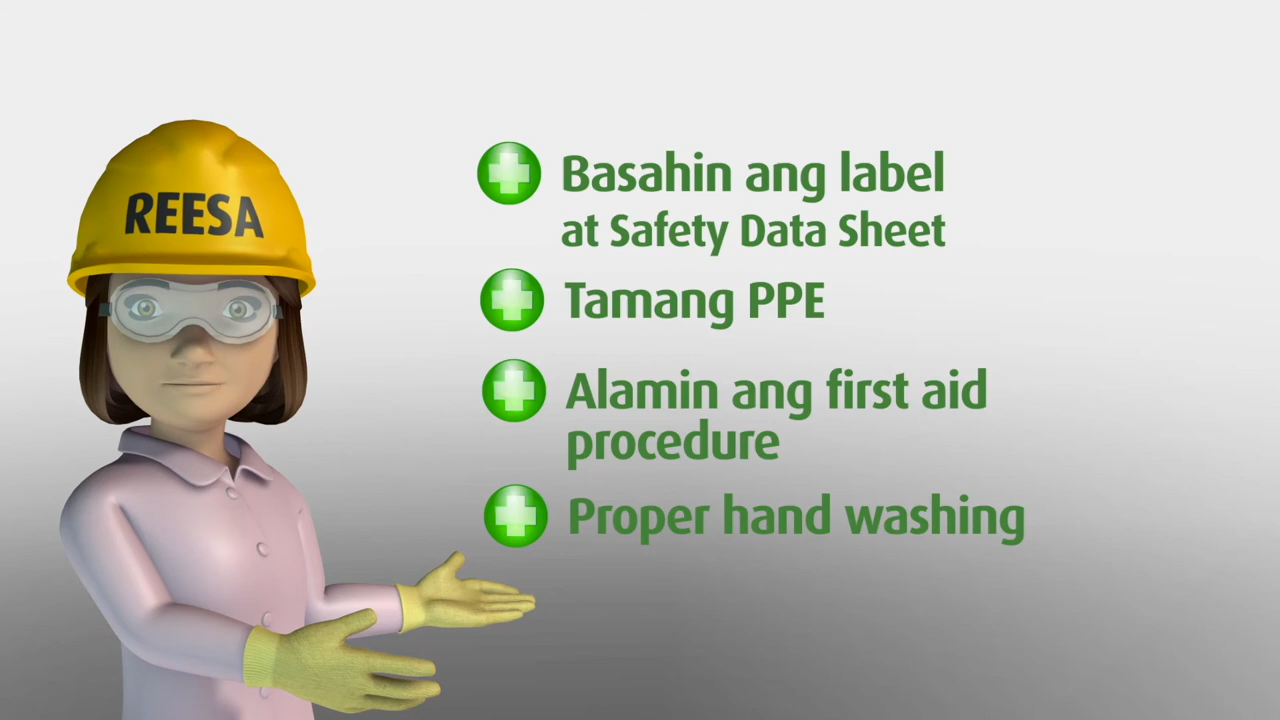 REESA
Basahin ang label
at Safety Data Sheet
Tamang PPE
Alamin ang first aid
procedure
Proper hand washing